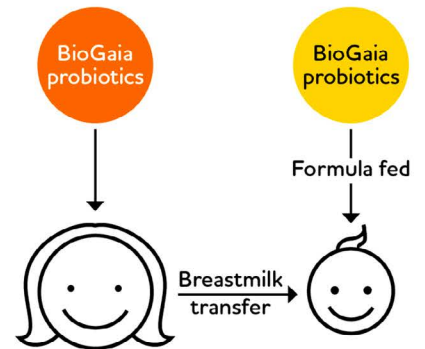 BioGaia
probiotics
BioGaia
probiotics
Formula fed
Breastmilk
transfer